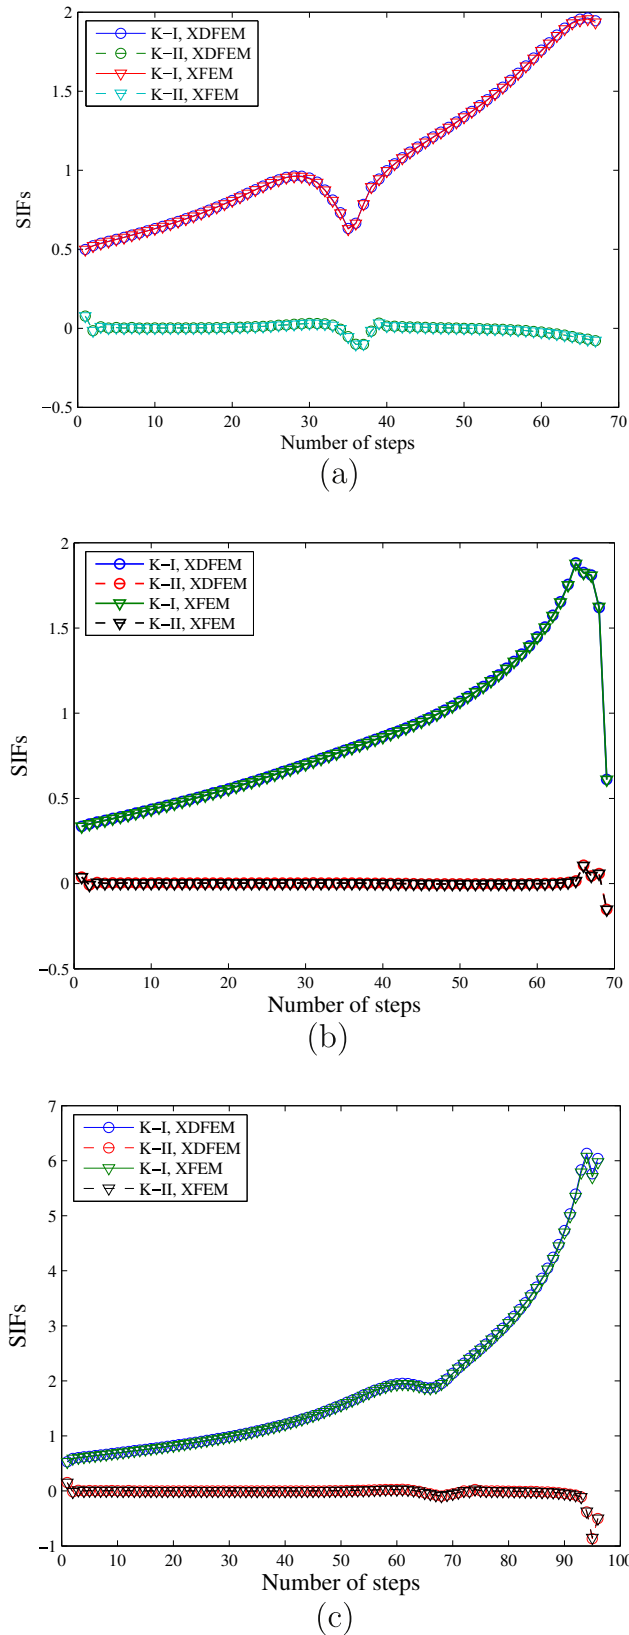 2
1.5
1
0.5
0
−0.5
SIFs
K−I, XDFEM
K−II, XDFEM
K−I, XFEM
K−II, XFEM
0 10 20 30 40 50 60 70
Number of steps
(a)
2
1.5
1
0.5
0
−0.5
SIFs
K−I, XDFEM
K−II, XDFEM
K−I, XFEM
K−II, XFEM
0 10 20 30 40 50 60 70
Number of steps
(b)
7
6
5
4
3
2
1
0
−1
SIFs
K−I, XDFEM
K−II, XDFEM
K−I, XFEM
K−II, XFEM
0 10 20 30 40 50 60 70 80 90 100
Number of steps
(c)